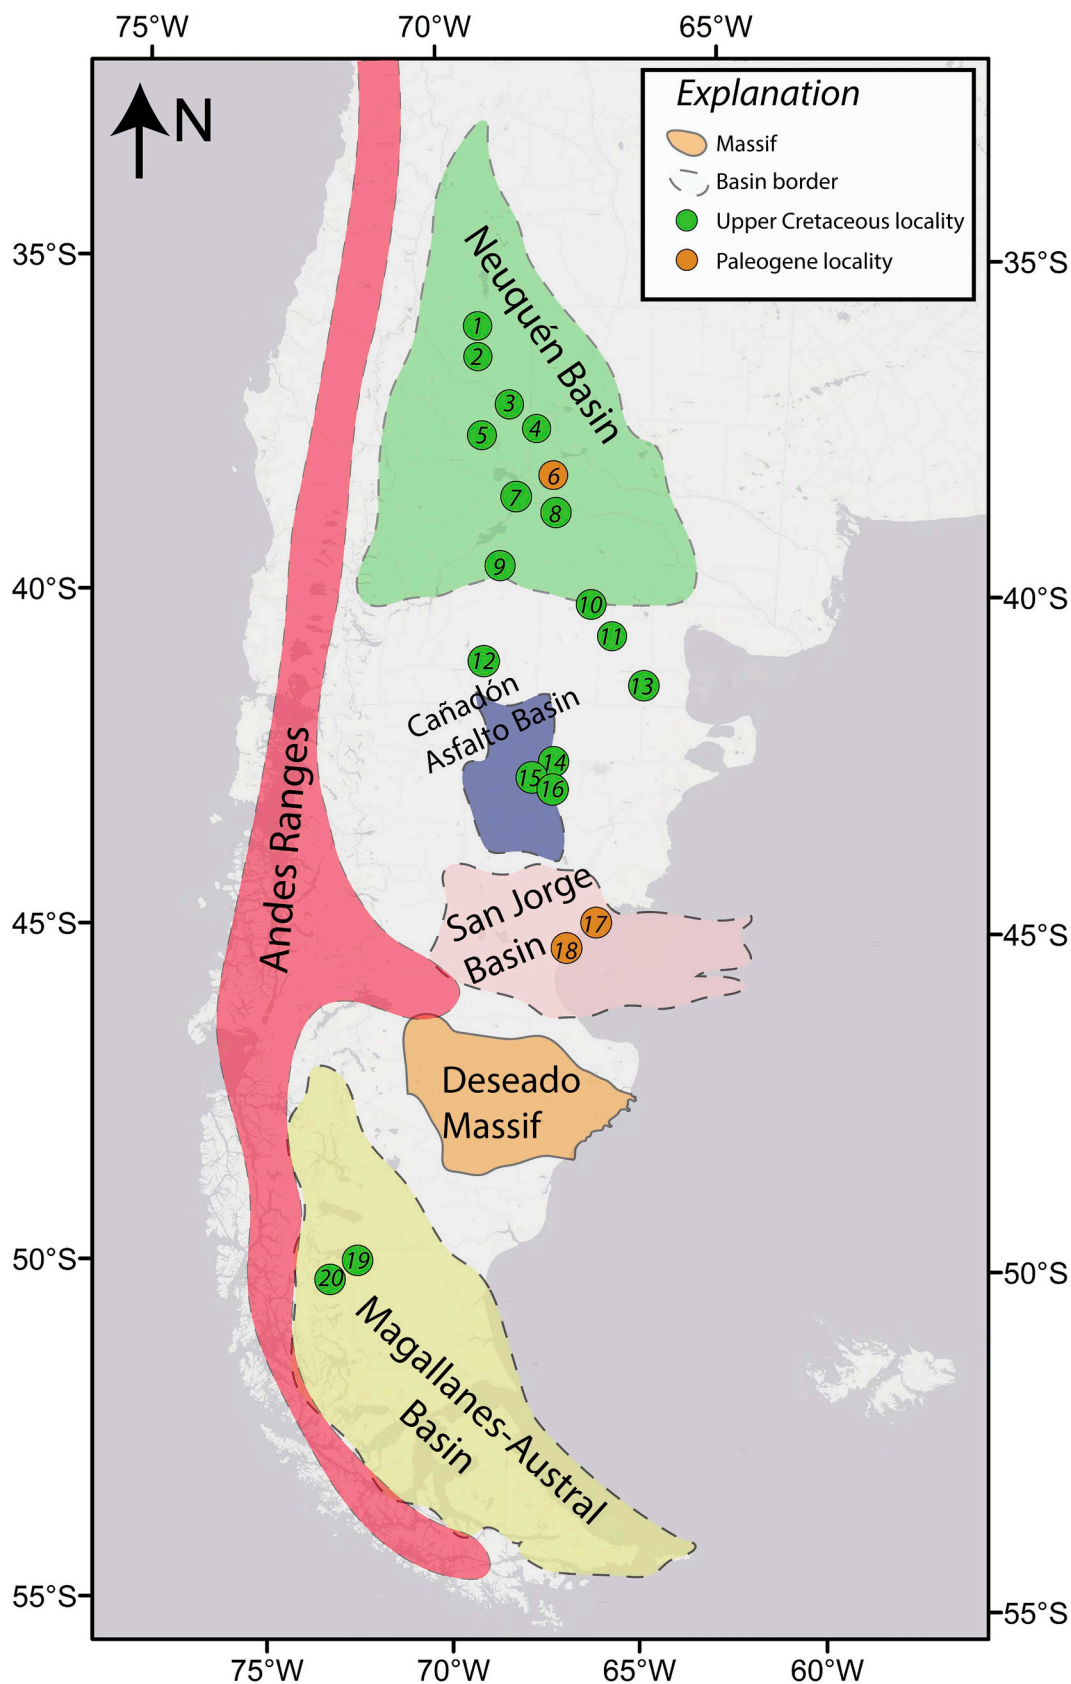 75°W 70°W 65°W
N
Explanation
Massif
Basin border
Upper Cretaceous locality
Paleogene locality
35°S 35°S
Neuquén Basin
1
2
3
4
5
6
7
8
9
40°S 40°S
10
11
12
13
Cañadón
Asfalto Basin
14
15
16
Andes Ranges
San Jorge
Basin
17
18
45°S 45°S
Deseado
Massif
50°S 50°S
19
20
Magallanes-Austral
Basin
55°S 55°S
75°W 70°W 65°W 60°W